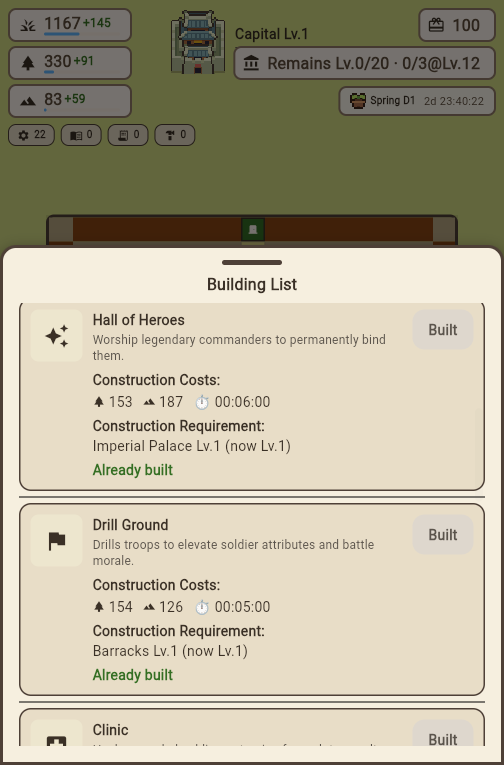 1167 +145
Capital Lv.1
100
330 +91
Remains Lv.0/20 · 0/3@Lv.12
83 +59
Spring D1 2d 23:40:22
22 0 0 0
Building List
Hall of Heroes
Built
Worship legendary commanders to permanently bind
them.
Construction Costs:
153 187 00:06:00
Construction Requirement:
Imperial Palace Lv.1 (now Lv.1)
Already built
Drill Ground
Built
Drills troops to elevate soldier attributes and battle
morale.
Construction Costs:
154 126 00:05:00
Construction Requirement:
Barracks Lv.1 (now Lv.1)
Already built
Clinic
Built